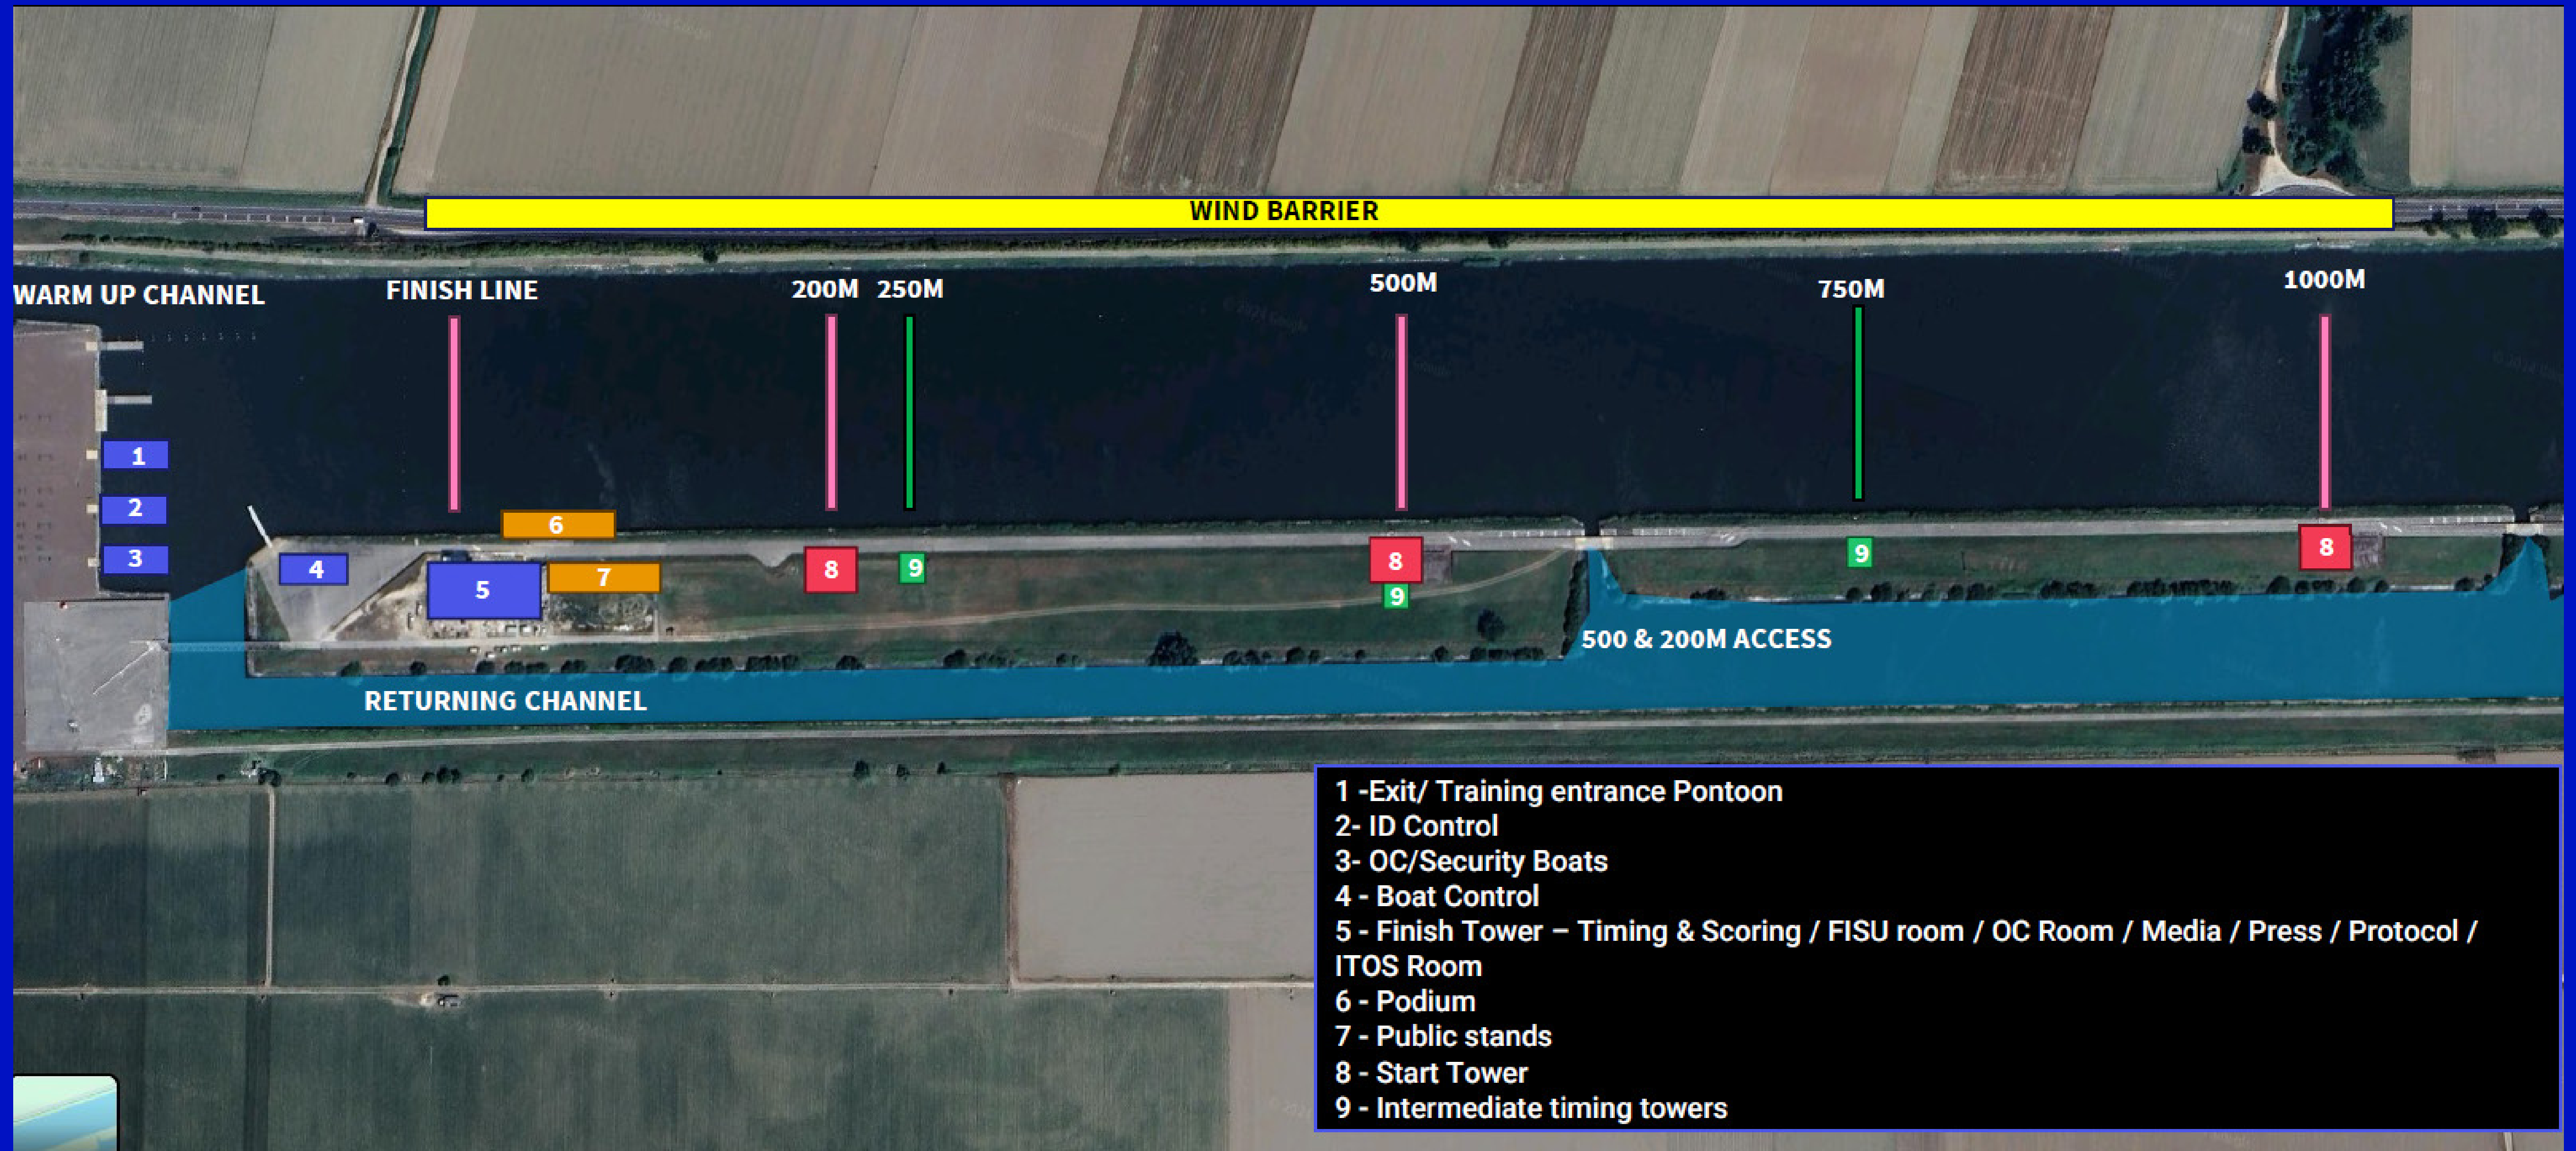 WIND BARRIER
WARM UP CHANNEL
FINISH LINE
200M
250M
500M
750M
1000M
1
2
3
4
5
6
7
8
9
8
9
9
8
500 & 200M ACCESS
RETURNING CHANNEL
1 -Exit/ Training entrance Pontoon
2- ID Control
3- OC/Security Boats
4 - Boat Control
5 - Finish Tower – Timing & Scoring / FISU room / OC Room / Media / Press / Protocol /
ITOS Room
6 - Podium
7 - Public stands
8 - Start Tower
9 - Intermediate timing towers